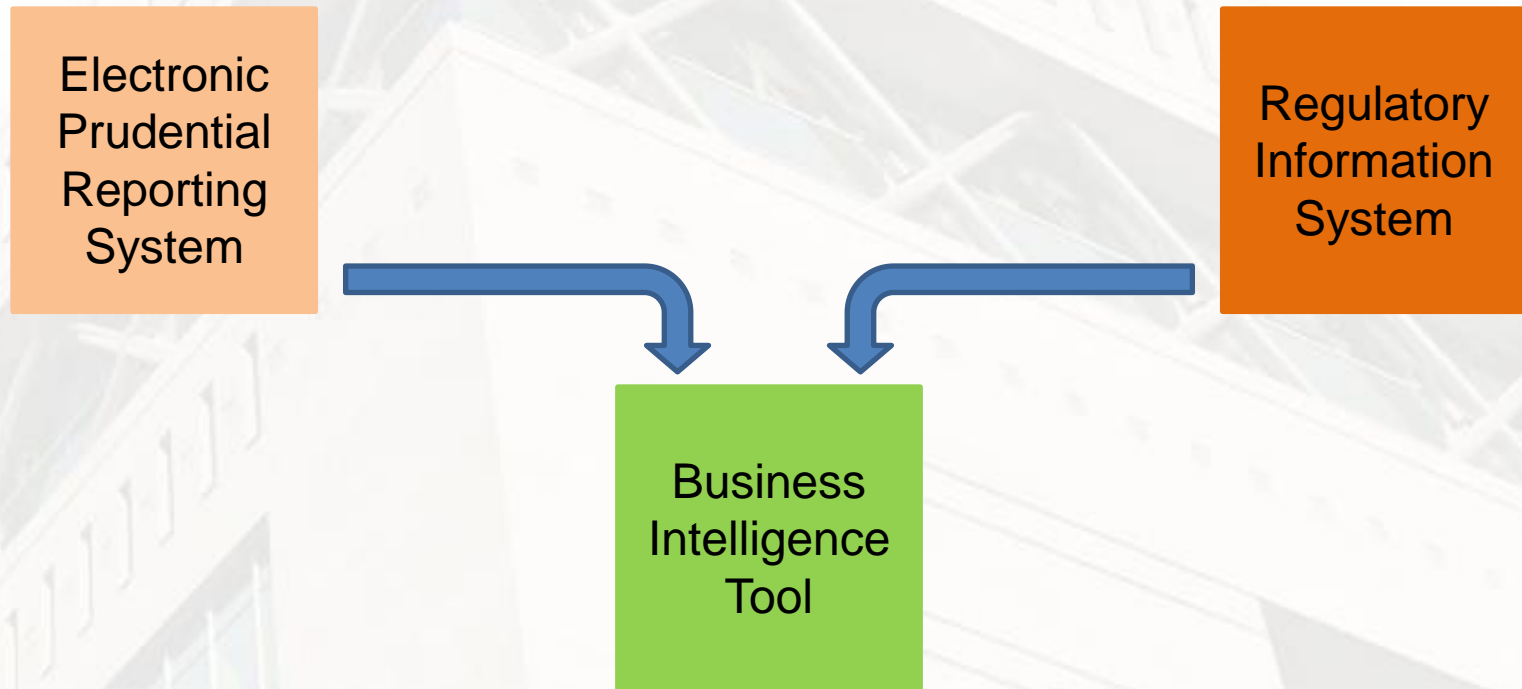 Electronic
Prudential
Reporting
System
Regulatory
Information
System
Business
Intelligence
Tool